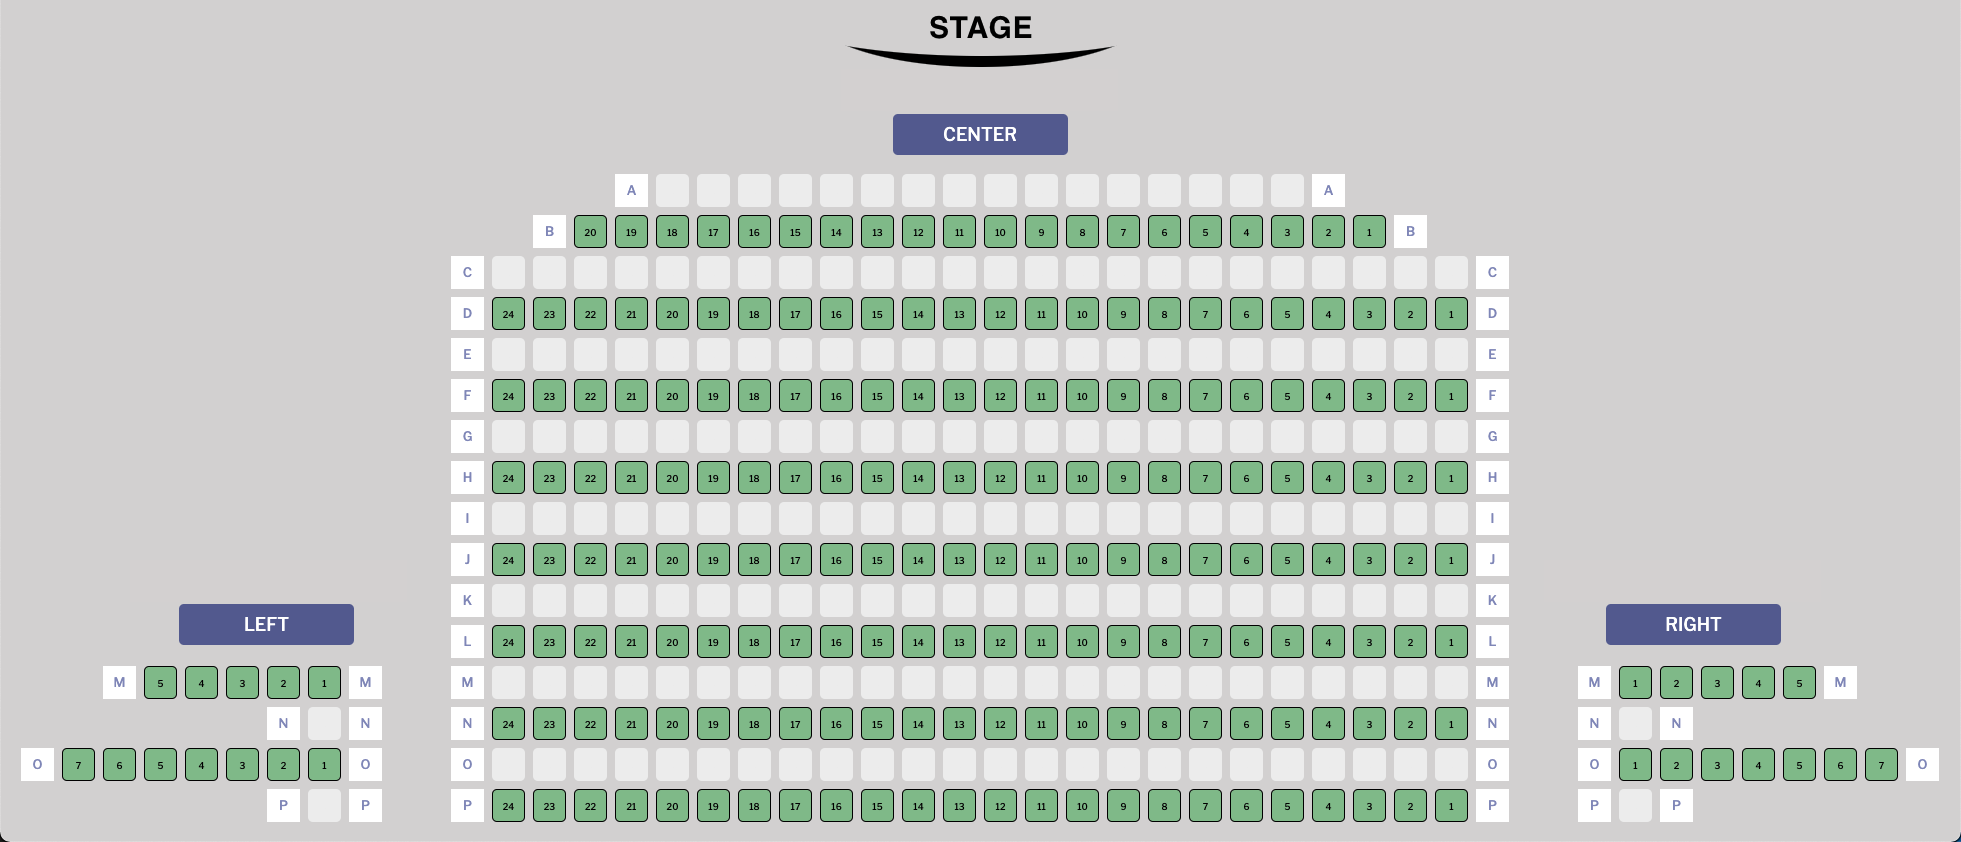 STAGE
CENTER
A A
B 20 19 18 17 16 15 14 13 12 11 10 9 8 7 6 5 4 3 2 1 B
C C
D 24 23 22 21 20 19 18 17 16 15 14 13 12 11 10 9 8 7 6 5 4 3 2 1 D
E E
F 24 23 22 21 20 19 18 17 16 15 14 13 12 11 10 9 8 7 6 5 4 3 2 1 F
G G
H 24 23 22 21 20 19 18 17 16 15 14 13 12 11 10 9 8 7 6 5 4 3 2 1 H
I I
J 24 23 22 21 20 19 18 17 16 15 14 13 12 11 10 9 8 7 6 5 4 3 2 1 J
K K
L 24 23 22 21 20 19 18 17 16 15 14 13 12 11 10 9 8 7 6 5 4 3 2 1 L
M M
N 24 23 22 21 20 19 18 17 16 15 14 13 12 11 10 9 8 7 6 5 4 3 2 1 N
O O
P 24 23 22 21 20 19 18 17 16 15 14 13 12 11 10 9 8 7 6 5 4 3 2 1 P
LEFT
M 5 4 3 2 1 M
N N
O 7 6 5 4 3 2 1 O
P P
RIGHT
M 1 2 3 4 5 M
N N
O 1 2 3 4 5 6 7 O
P P